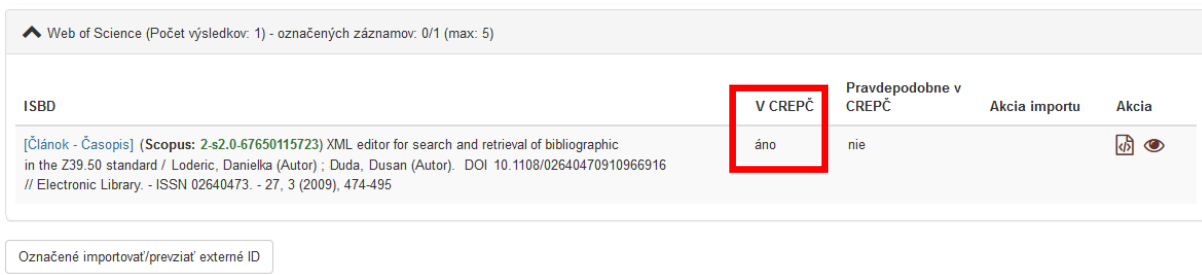 Web of Science (Počet výsledkov: 1) - označených záznamov: 0/1 (max: 5)
ISBD V CREPČ Pravdepodobne v CREPČ Akcia importu Akcia
[Článok - Časopis] (Scopus: 2-s2.0-67650115723) XML editor for search and retrieval of bibliographic áno nie
in the Z39.50 standard / Loderic, Danielka (Autor) ; Duda, Dusan (Autor). DOI 10.1108/02640470910966916
// Electronic Library. - ISSN 02640473. - 27, 3 (2009), 474-495
Označené importovať/prevziať externé ID